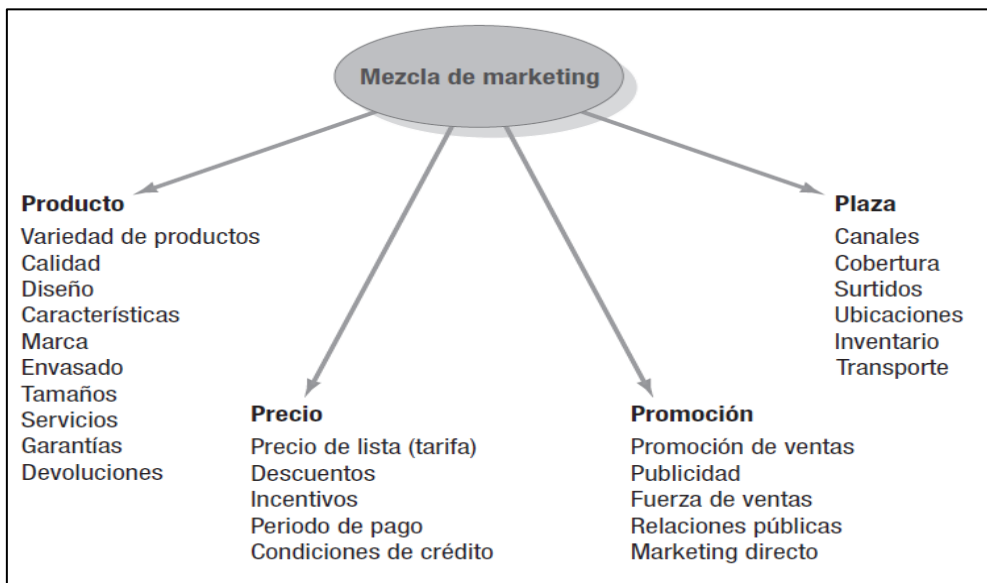 Mezcla de marketing
Producto
Variedad de productos
Calidad
Diseño
Características
Marca
Envasado
Tamaños
Servicios
Garantías
Devoluciones
Precio
Precio de lista (tarifa)
Descuentos
Incentivos
Periodo de pago
Condiciones de crédito
Promoción
Promoción de ventas
Publicidad
Fuerza de ventas
Relaciones públicas
Marketing directo
Plaza
Canales
Cobertura
Surtidos
Ubicaciones
Inventario
Transporte